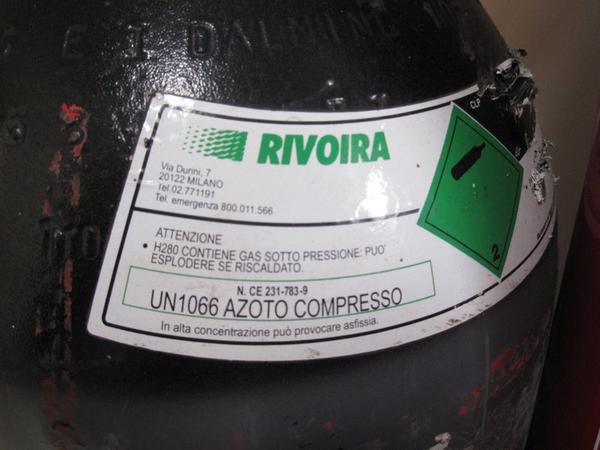 DALMINE
RIVOIRA
Via Durini, 7
20122 MILANO
Tel.02.771191
Tel. emergenza 800.011.566
CLP
ATTENZIONE
• H280 CONTIENE GAS SOTTO PRESSIONE: PUO'
ESPLODERE SE RISCALDATO.
2
N. CE 231-783-9
UN1066 AZOTO COMPRESSO
In alta concentrazione può provocare asfissia.